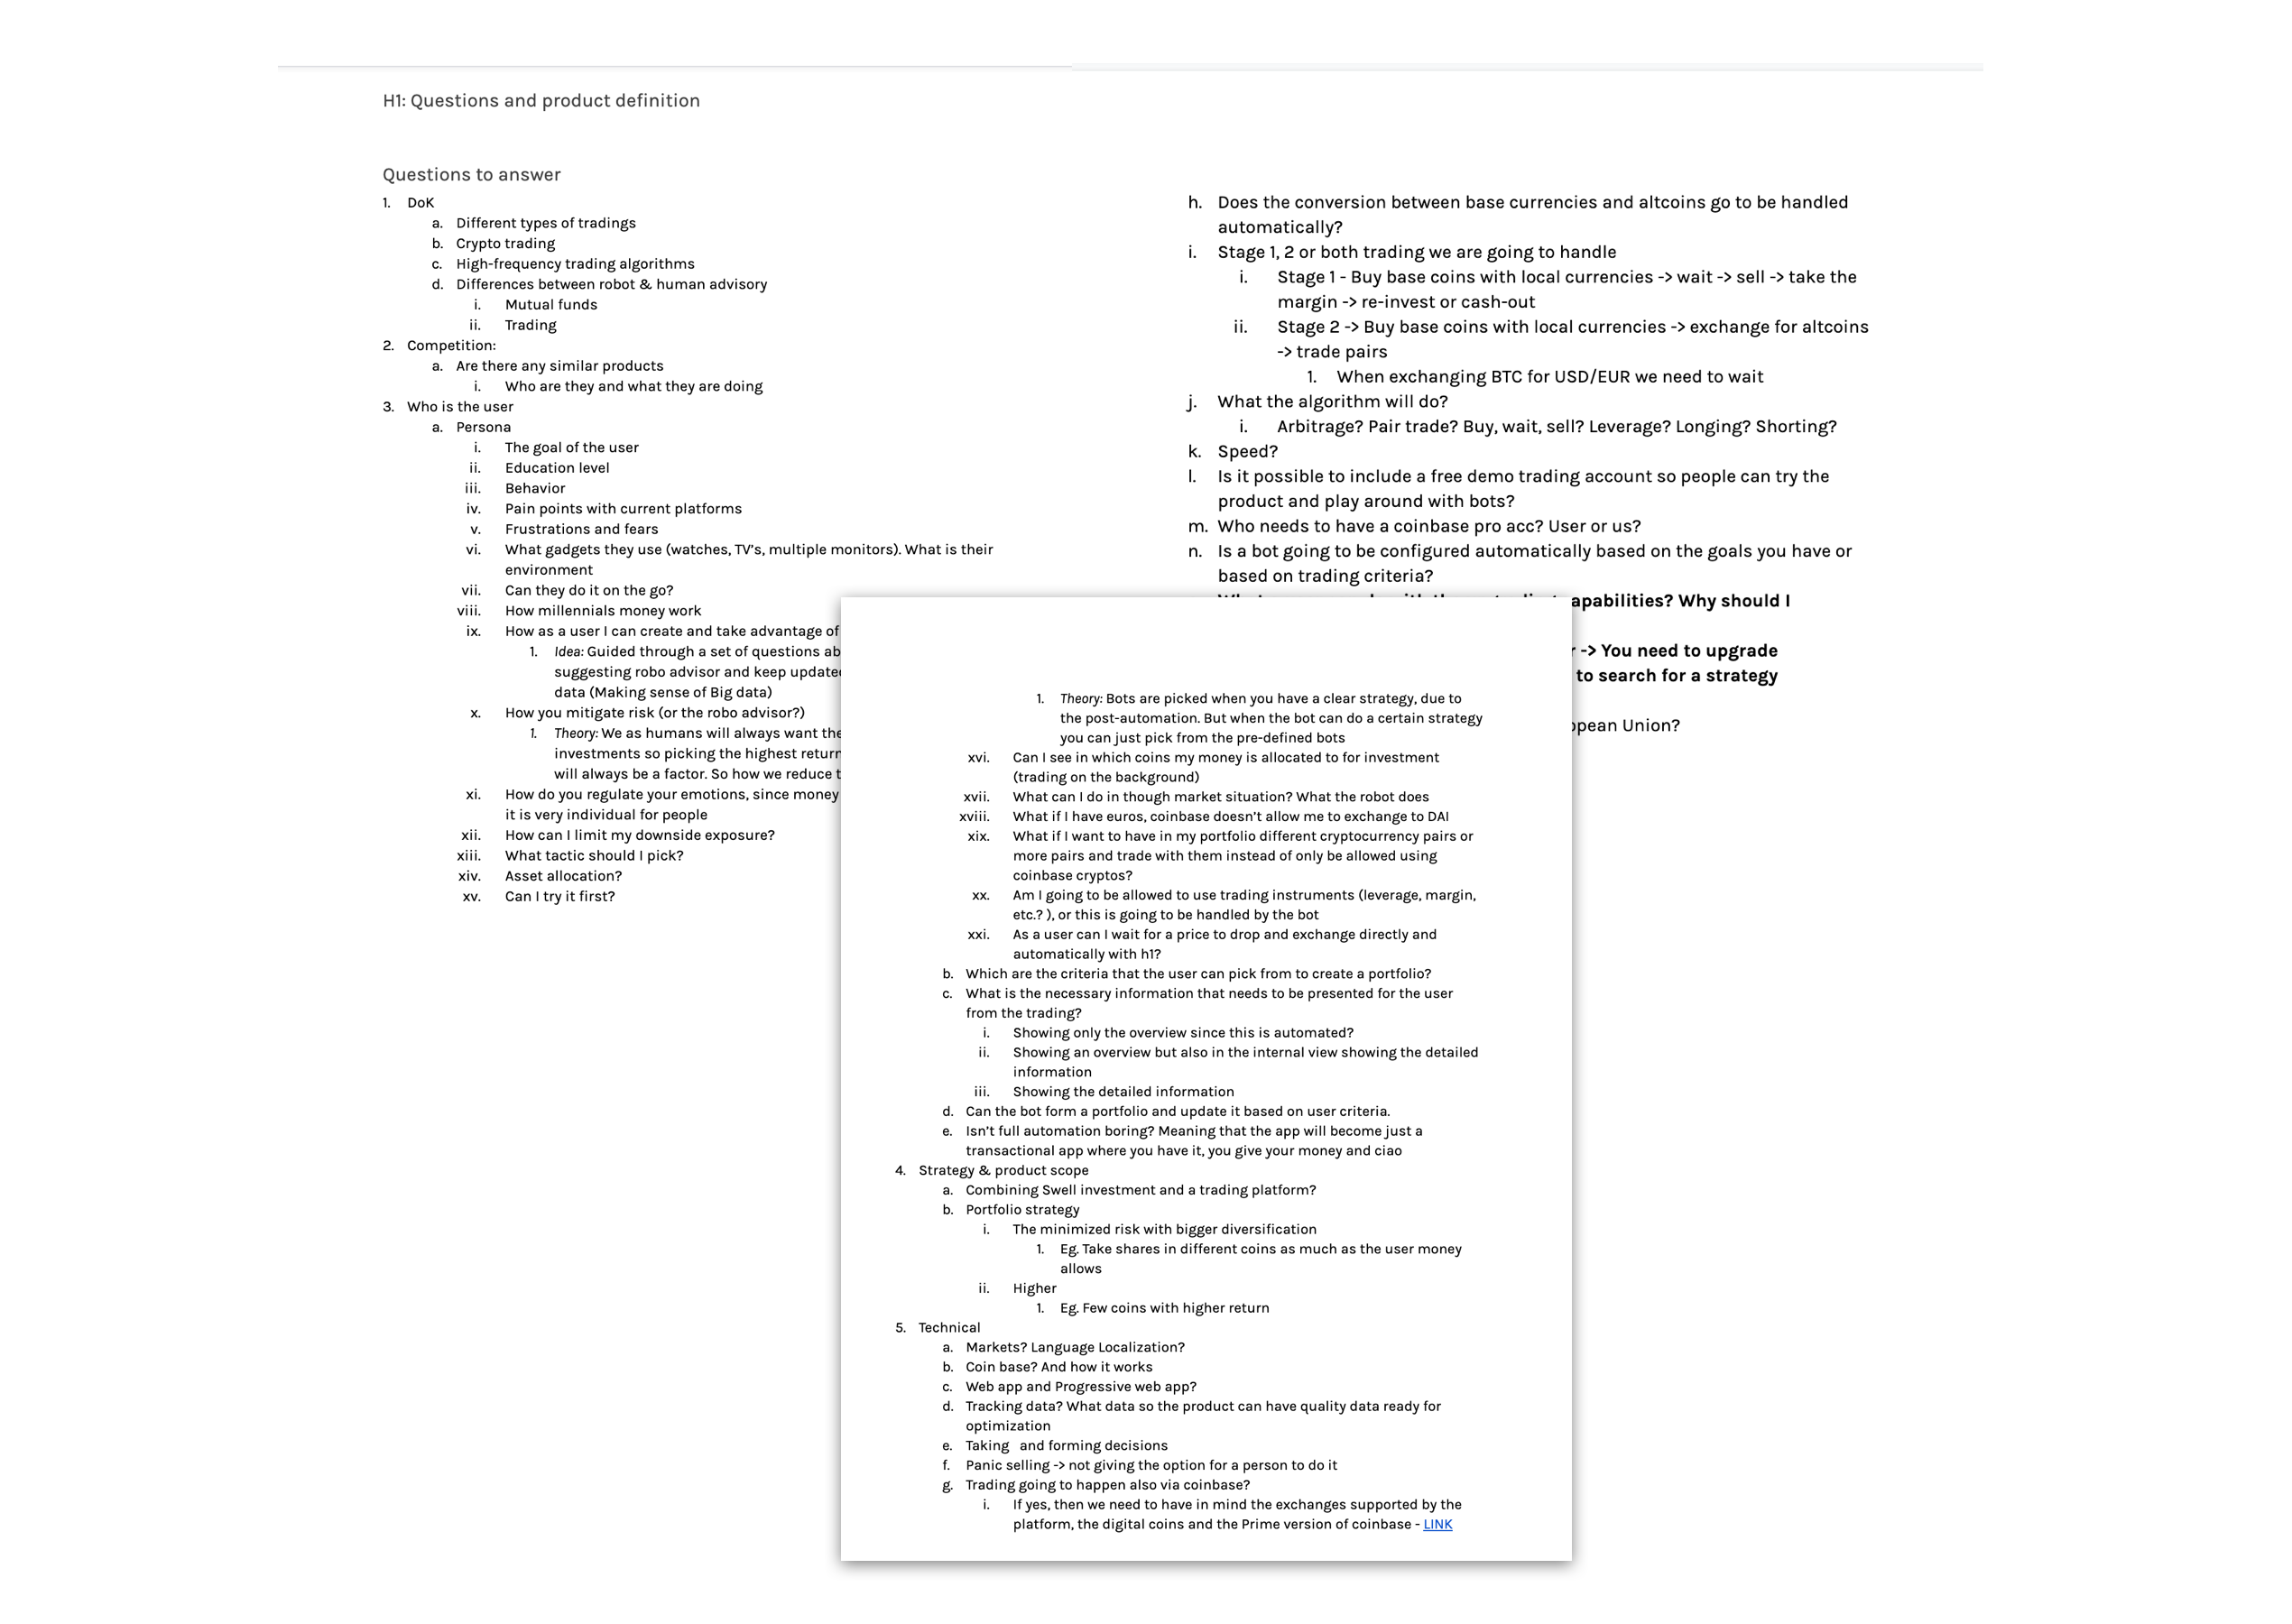 H1: Questions and product definition
Questions to answer
1. DoK
a. Different types of tradings
b. Crypto trading
c. High-frequency trading algorithms
d. Differences between robot & human advisory
i. Mutual funds
ii. Trading
2. Competition:
a. Are there any similar products
i. Who are they and what they are doing
3. Who is the user
a. Persona
i. The goal of the user
ii. Education level
iii. Behavior
iv. Pain points with current platforms
v. Frustrations and fears
vi. What gadgets they use (watches, TV's, multiple monitors). What is their
environment
vii. Can they do it on the go?
viii. How millennials money work
ix. How as a user I can create and take advantage of
1. Idea: Guided through a set of questions
suggesting robo advisor and keep
data (Making sense of Big data)
x. How you mitigate risk (or the robo advisor?)
1. Theory: We as humans will always want
investments so picking the highest
will always be a factor. So how we reduce
xi. How do you regulate your emotions, since money
it is very individual for people
xii. How can I limit my downside exposure?
xiii. What tactic should I pick?
xiv. Asset allocation?
xv. Can I try it first?
1. Theory: Bots are picked when you have a clear strategy, due to
the post-automation. But when the bot can do a certain strategy
you can just pick from the pre-defined bots
xvi. Can I see in which coins my money is allocated to for investment
(trading on the background)
xvii. What can I do in though market situation? What the robot does
xviii. What if I have euros, coinbase doesn't allow me to exchange to DAI
xix. What if I want to have in my portfolio different cryptocurrency pairs or
more pairs and trade with them instead of only be allowed using
coinbase cryptos?
xx. Am I going to be allowed to use trading instruments (leverage, margin,
etc.? ), or this is going to be handled by the bot
xxi. As a user can I wait for a price to drop and exchange directly and
automatically with h1?
b. Which are the criteria that the user can pick from to create a portfolio?
c. What is the necessary information that needs to be presented for the user
from the trading?
i. Showing only the overview since this is automated?
ii. Showing an overview but also in the internal view showing the detailed
information
iii. Showing the detailed information
d. Can the bot form a portfolio and update it based on user criteria.
e. Isn't full automation boring? Meaning that the app will become just a
transactional app where you have it, you give your money and ciao
4. Strategy & product scope
a. Combining Swell investment and a trading platform?
b. Portfolio strategy
i. The minimized risk with bigger diversification
1. Eg. Take shares in different coins as much as the user money
allows
ii. Higher
1. Eg. Few coins with higher return
5. Technical
a. Markets? Language Localization?
b. Coin base? And how it works
c. Web app and Progressive web app?
d. Tracking data? What data so the product can have quality data ready for
optimization
e. Taking and forming decisions
f. Panic selling -> not giving the option for a person to do it
g. Trading going to happen also via coinbase?
i. If yes, then we need to have in mind the exchanges supported by the
platform, the digital coins and the Prime version of coinbase - LINK
h. Does the conversion between base currencies and altcoins go to be handled
automatically?
i. Stage 1, 2 or both trading we are going to handle
i. Stage 1 - Buy base coins with local currencies -> wait -> sell -> take the
margin -> re-invest or cash-out
ii. Stage 2 -> Buy base coins with local currencies -> exchange for altcoins
-> trade pairs
1. When exchanging BTC for USD/EUR we need to wait
j. What the algorithm will do?
i. Arbitrage? Pair trade? Buy, wait, sell? Leverage? Longing? Shorting?
k. Speed?
l. Is it possible to include a free demo trading account so people can try the
product and play around with bots?
m. Who needs to have a coinbase pro acc? User or us?
n. Is a bot going to be configured automatically based on the goals you have or
based on trading criteria?
Why should I
-> You need to upgrade
to search for a strategy
Union?